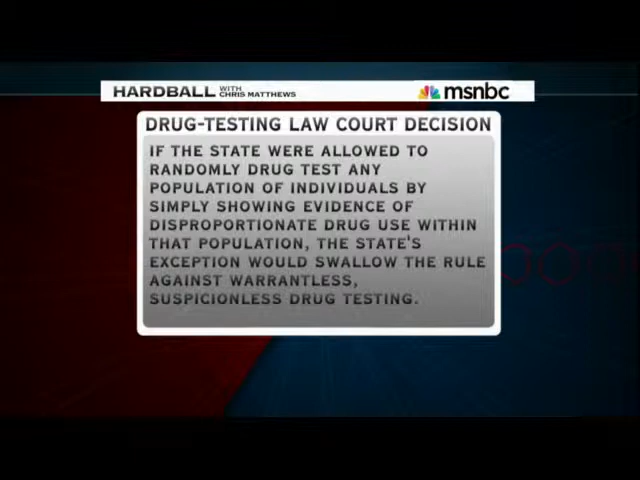 HARDBALL WITH CHRIS MATTHEWS
msnbc
DRUG-TESTING LAW COURT DECISION
IF THE STATE WERE ALLOWED TO
RANDOMLY DRUG TEST ANY
POPULATION OF INDIVIDUALS BY
SIMPLY SHOWING EVIDENCE OF
DISPROPORTIONATE DRUG USE WITHIN
THAT POPULATION, THE STATE'S
EXCEPTION WOULD SWALLOW THE RULE
AGAINST WARRANTLESS,
SUSPICIONLESS DRUG TESTING.